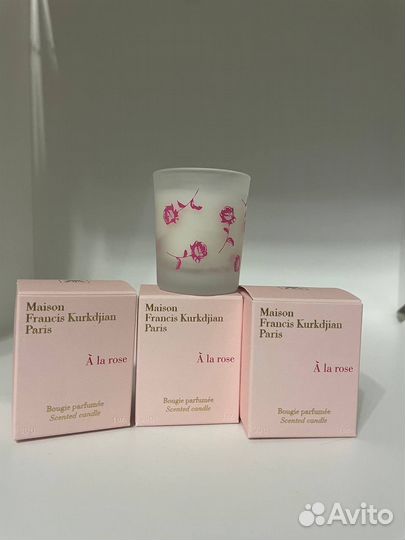 Maison
Francis Kurkdjian
Paris
À la rose
Bougie parfumée
Scented candle
Maison
Francis Kurkdjian
Paris
À la rose
Bougie parfumée
Scented candle
Maison
Francis Kurkdjian
Paris
À la rose
Bougie parfumée
Scented candle
Avito